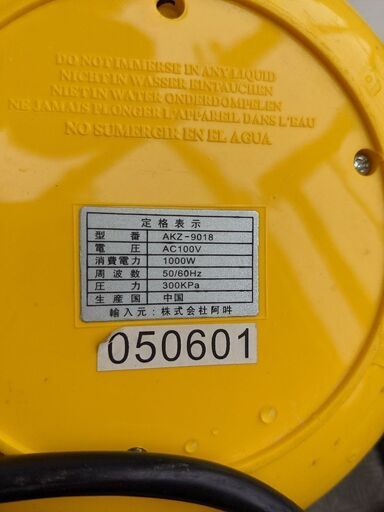 DO NOT IMMERSE IN ANY LIQUID
NICHT IN WASSER EINTAUCHEN
NIET IN WATER ONDERDOMPELEN
NE JAMAIS PLONGER L'APPAREIL DANS L'EAU
NO SUMERGIR EN EL AGUA
定格表示
型番 AKZ-9018
電圧 AC100V
消費電力 1000W
周波数 50/60Hz
圧力 300KPa
生産国 中国
輸入元：株式会社阿吽
050601